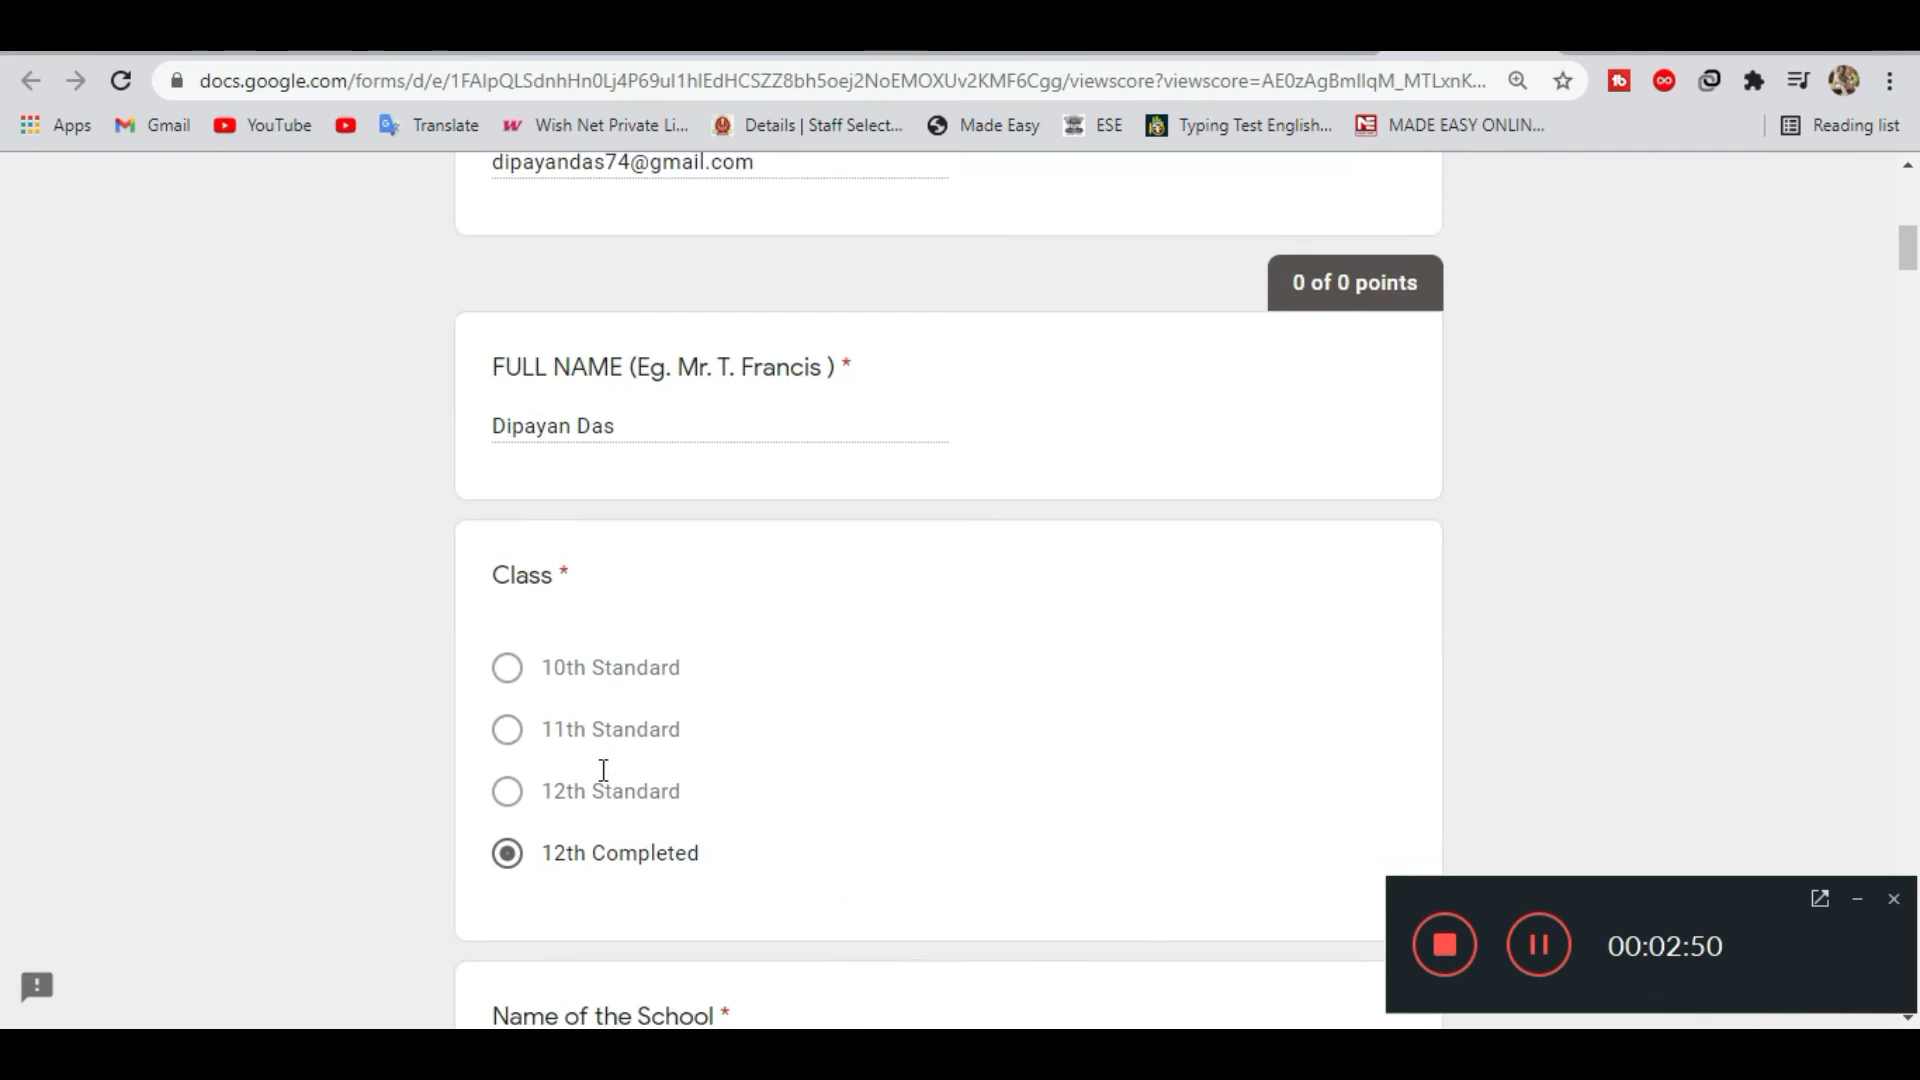 docs.google.com/forms/d/e/1FAIpQLSdnhHn0Lj4P69uI1hIEdHCSZZ8bh5oej2NoEMOXUv2KMF6Cgg/viewscore?viewscore=AE0zAgBmIlqM_MTLxnK...
Apps Gmail YouTube Translate Wish Net Private Li... Details | Staff Select... Made Easy ESE Typing Test English... MADE EASY ONLIN... Reading list
dipayandas74@gmail.com
0 of 0 points
FULL NAME (Eg. Mr. T. Francis ) *
Dipayan Das
Class *
10th Standard
11th Standard
12th Standard
12th Completed
00:02:50
Name of the School *